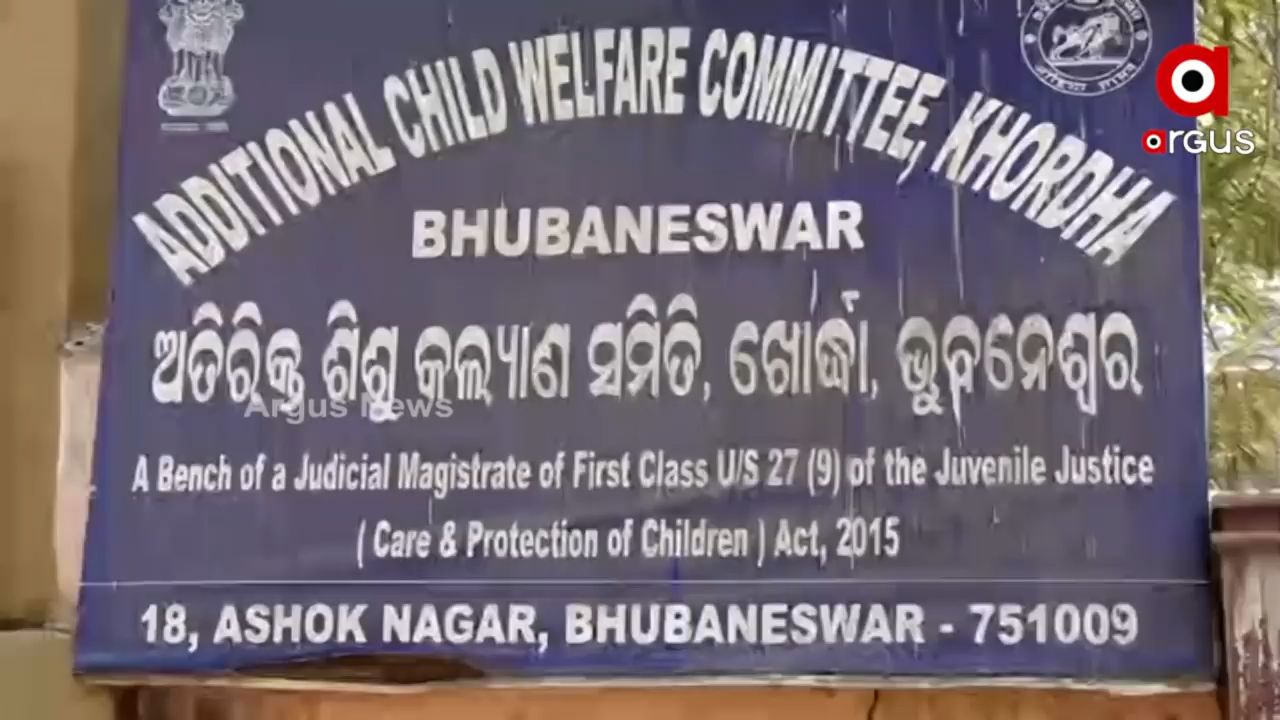 ADDITIONAL CHILD WELFARE COMMITTEE, KHORDHA
BHUBANESWAR
ଅତିରିକ୍ତ ଶିଶୁ କଲ୍ୟାଣ ସମିତି, ଖୋର୍ଦ୍ଧା, ଭୁବନେଶ୍ୱର
A Bench of a Judicial Magistrate of First Class U/S 27 (9) of the Juvenile Justice
( Care & Protection of Children ) Act, 2015
18, ASHOK NAGAR, BHUBANESWAR - 751009
argus
Argus News